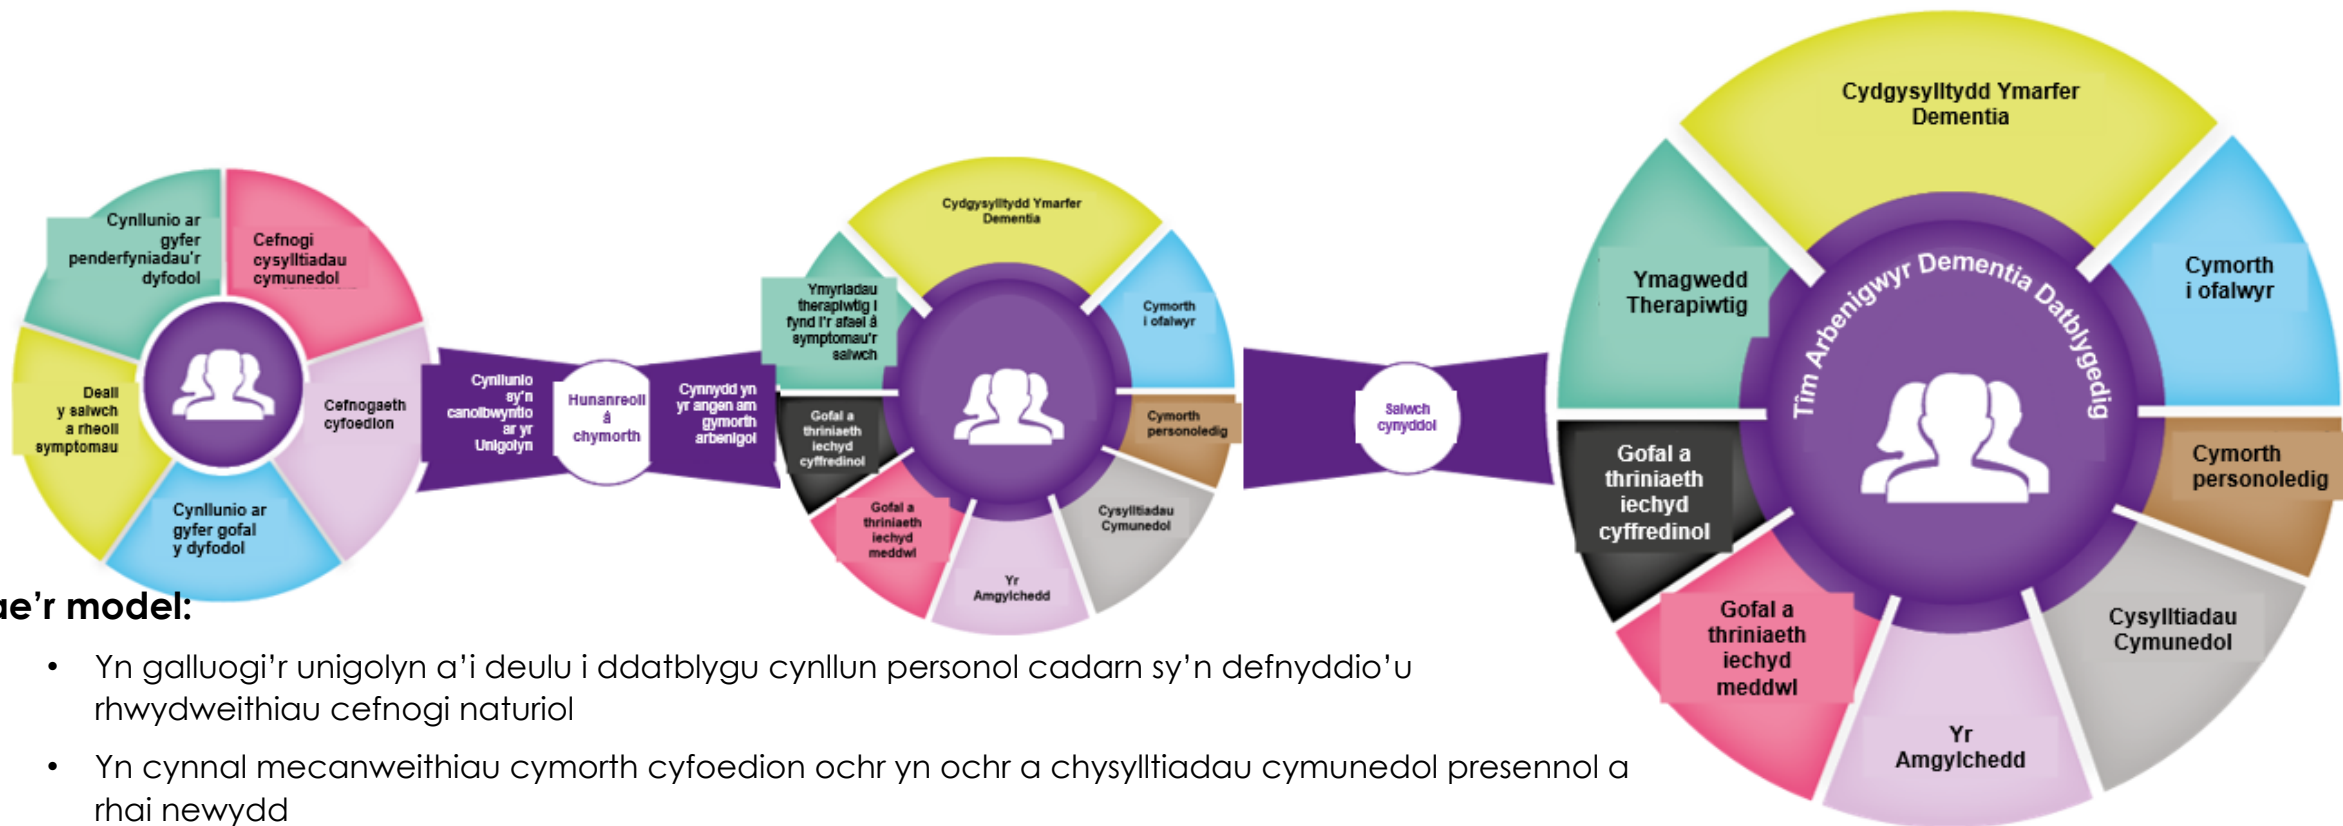 Cynllunio ar
gyfer
penderfyniadau'r
dyfodol
Cefnogi
cysylltiadau
cymunedol
Cefnogaeth
cyfoedion
Cynllunio ar
gyfer gofal
y dyfodol
Deall
y salwch
a rheoli
symptomau
Cynllunio
sy'n
canolbwyntio
ar yr
Unigolyn
Hunanreoli
â
chymorth
Cynnydd yn
yr angen am
gymorth
arbenigol
Cydgysylltydd Ymarfer
Dementia
Cymorth
i ofalwyr
Cymorth
personoledig
Cysylltiadau
Cymunedol
Yr
Amgylchedd
Gofal a
thriniaeth
iechyd
meddwl
Gofal a
thriniaeth
iechyd
cyffredinol
Ymyriadau
therapiwtig i
fynd i'r afael â
symptomau'r
salwch
Salwch
cynyddol
Cydgysylltydd Ymarfer
Dementia
Cymorth
i ofalwyr
Cymorth
personoledig
Cysylltiadau
Cymunedol
Yr
Amgylchedd
Gofal a
thriniaeth
iechyd
meddwl
Gofal a
thriniaeth
iechyd
cyffredinol
Ymagwedd
Therapiwtig
Tîm Arbenigwyr Dementia Datblygedig
ae'r model:
• Yn galluogi'r unigolyn a'i deulu i ddatblygu cynllun personol cadarn sy'n defnyddio'u
rhwydweithiau cefnogi naturiol
• Yn cynnal mecanweithiau cymorth cyfoedion ochr yn ochr a chysylltiadau cymunedol presennol a
rhai newydd